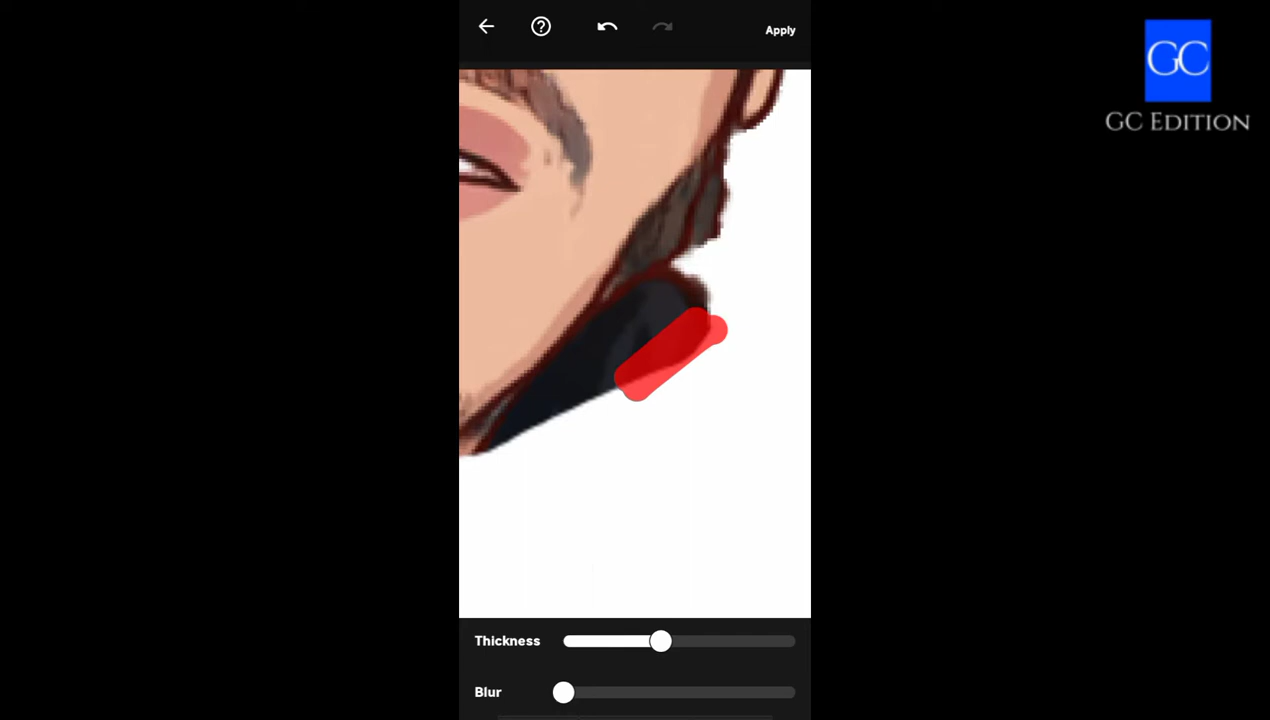 Apply
GC
GC EDITION
Thickness
Blur